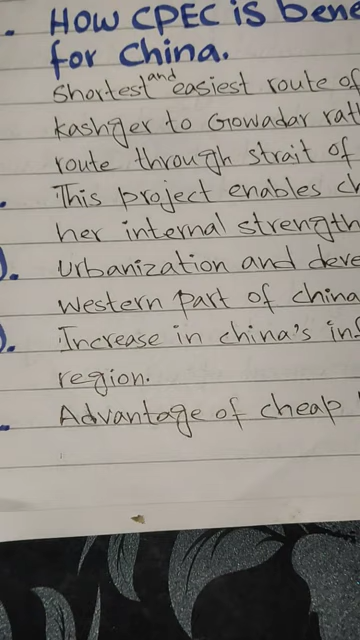 . How CPEC is bene
for China.
shortest and easiest route of
kashger to Gowadar rat
route through strait of
This project enables ch
her internal strength
urbanization and deve
western part of china
Increase in china's inf
region.
Advantage of cheap